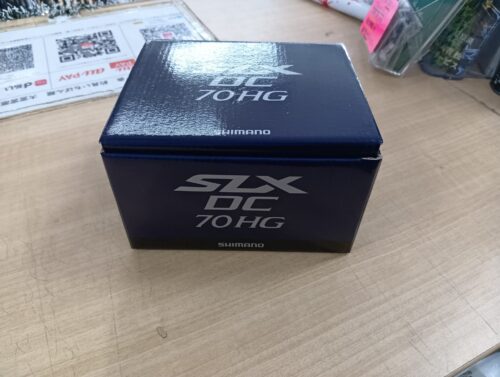 SLX
DC
70HG
SHIMANO
SLX
DC
70HG
SHIMANO
au PAY